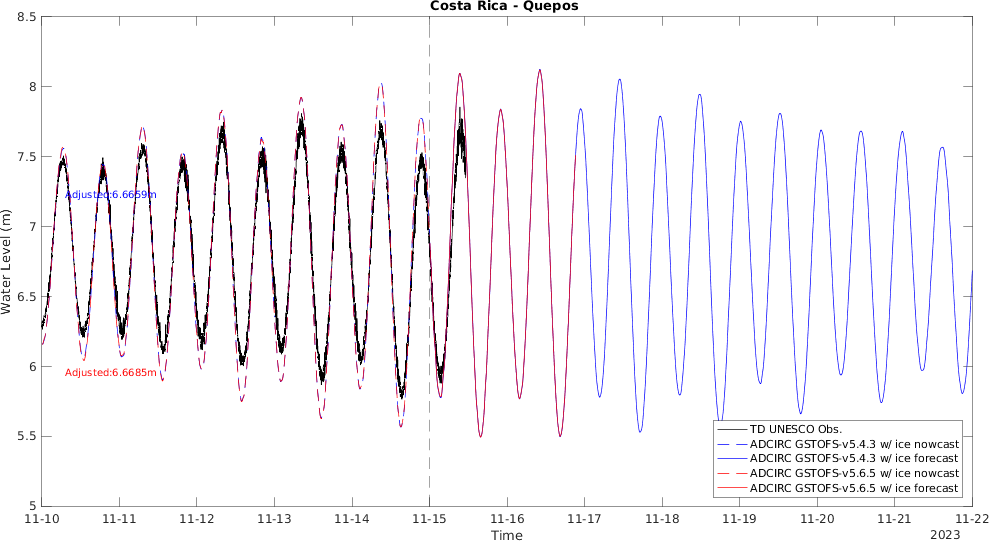 Costa Rica - Quepos
8.5
8
7.5
7
6.5
6
5.5
5
Water Level (m)
Adjusted:6.6659m
Adjusted:6.6685m
TD UNESCO Obs.
ADCIRC GSTOFS-v5.4.3 w/ ice nowcast
ADCIRC GSTOFS-v5.4.3 w/ ice forecast
ADCIRC GSTOFS-v5.6.5 w/ ice nowcast
ADCIRC GSTOFS-v5.6.5 w/ ice forecast
11-10 11-11 11-12 11-13 11-14 11-15 11-16 11-17 11-18 11-19 11-20 11-21 11-22
Time
2023